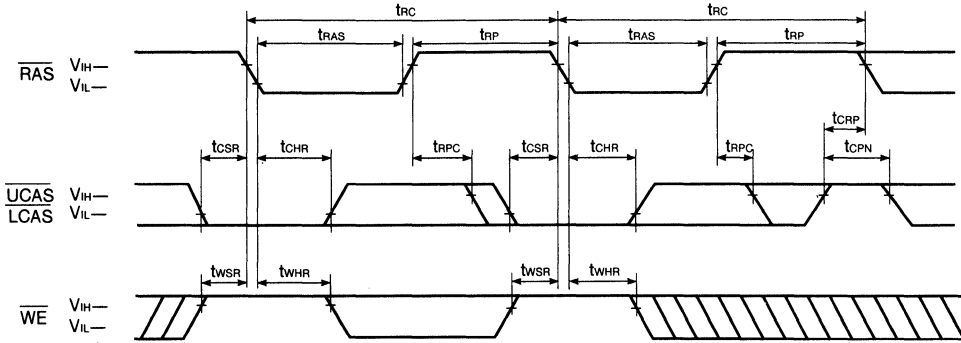 tRC tRC
tRAS tRP tRAS tRP
RAS VIH
VIL
tCRP
tCSR tCHR tRPC tCSR tCHR tRPC tCPN
UCAS VIH
LCAS VIL
tWSR tWHR tWSR tWHR
WE VIH
VIL